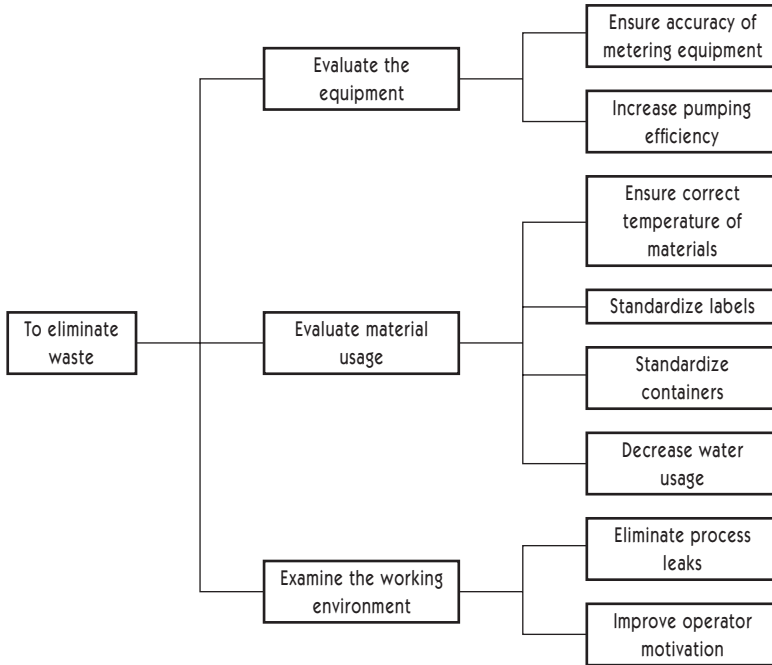 To eliminate
waste
Evaluate the
equipment
Ensure accuracy of
metering equipment
Increase pumping
efficiency
Evaluate material
usage
Ensure correct
temperature of
materials
Standardize labels
Standardize
containers
Decrease water
usage
Examine the working
environment
Eliminate process
leaks
Improve operator
motivation